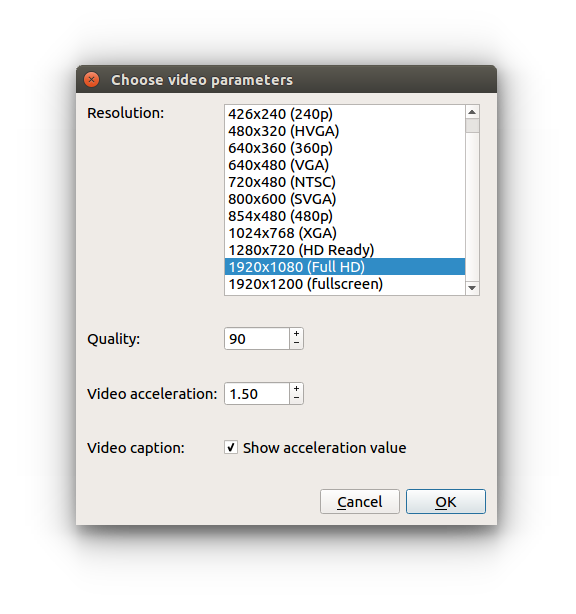 Choose video parameters
Resolution:
426x240 (240p)
480x320 (HVGA)
640x360 (360p)
640x480 (VGA)
720x480 (NTSC)
800x600 (SVGA)
854x480 (480p)
1024x768 (XGA)
1280x720 (HD Ready)
1920x1080 (Full HD)
1920x1200 (fullscreen)
Quality: 90
Video acceleration: 1.50
Video caption: Show acceleration value
Cancel OK